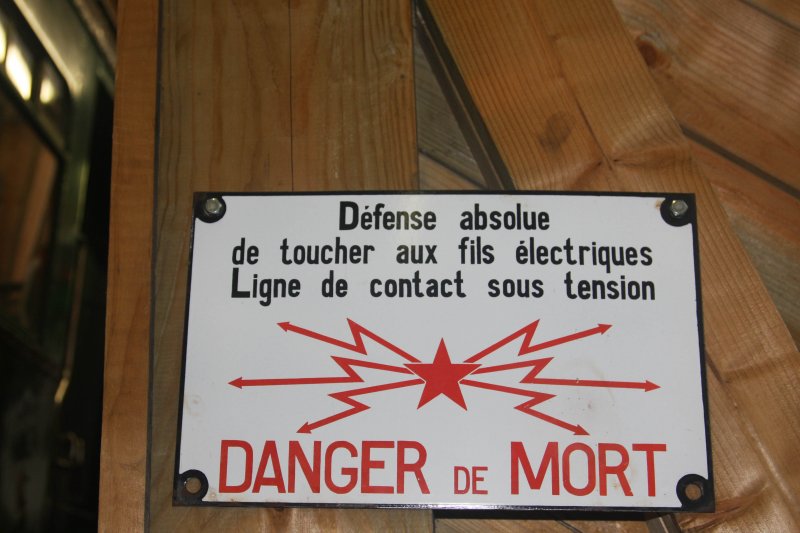 Défense absolue
de toucher aux fils électriques
Ligne de contact sous tension
DANGER DE MORT